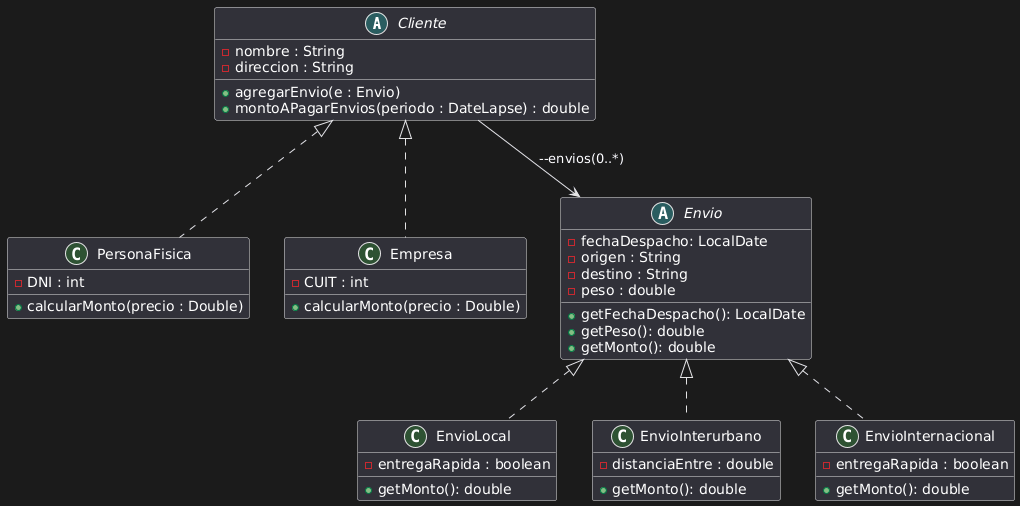 A Cliente
nombre : String
direccion : String
agregarEnvio(e : Envio)
montoAPagarEnvios(periodo : DateLapse) : double
--envios(0..*)
C PersonaFisica
DNI : int
calcularMonto(precio : Double)
C Empresa
CUIT : int
calcularMonto(precio : Double)
A Envio
fechaDespacho: LocalDate
origen : String
destino : String
peso : double
getFechaDespacho(): LocalDate
getPeso(): double
getMonto(): double
C EnvioLocal
entregaRapida : boolean
getMonto(): double
C EnvioInterurbano
distanciaEntre : double
getMonto(): double
C EnvioInternacional
entregaRapida : boolean
getMonto(): double